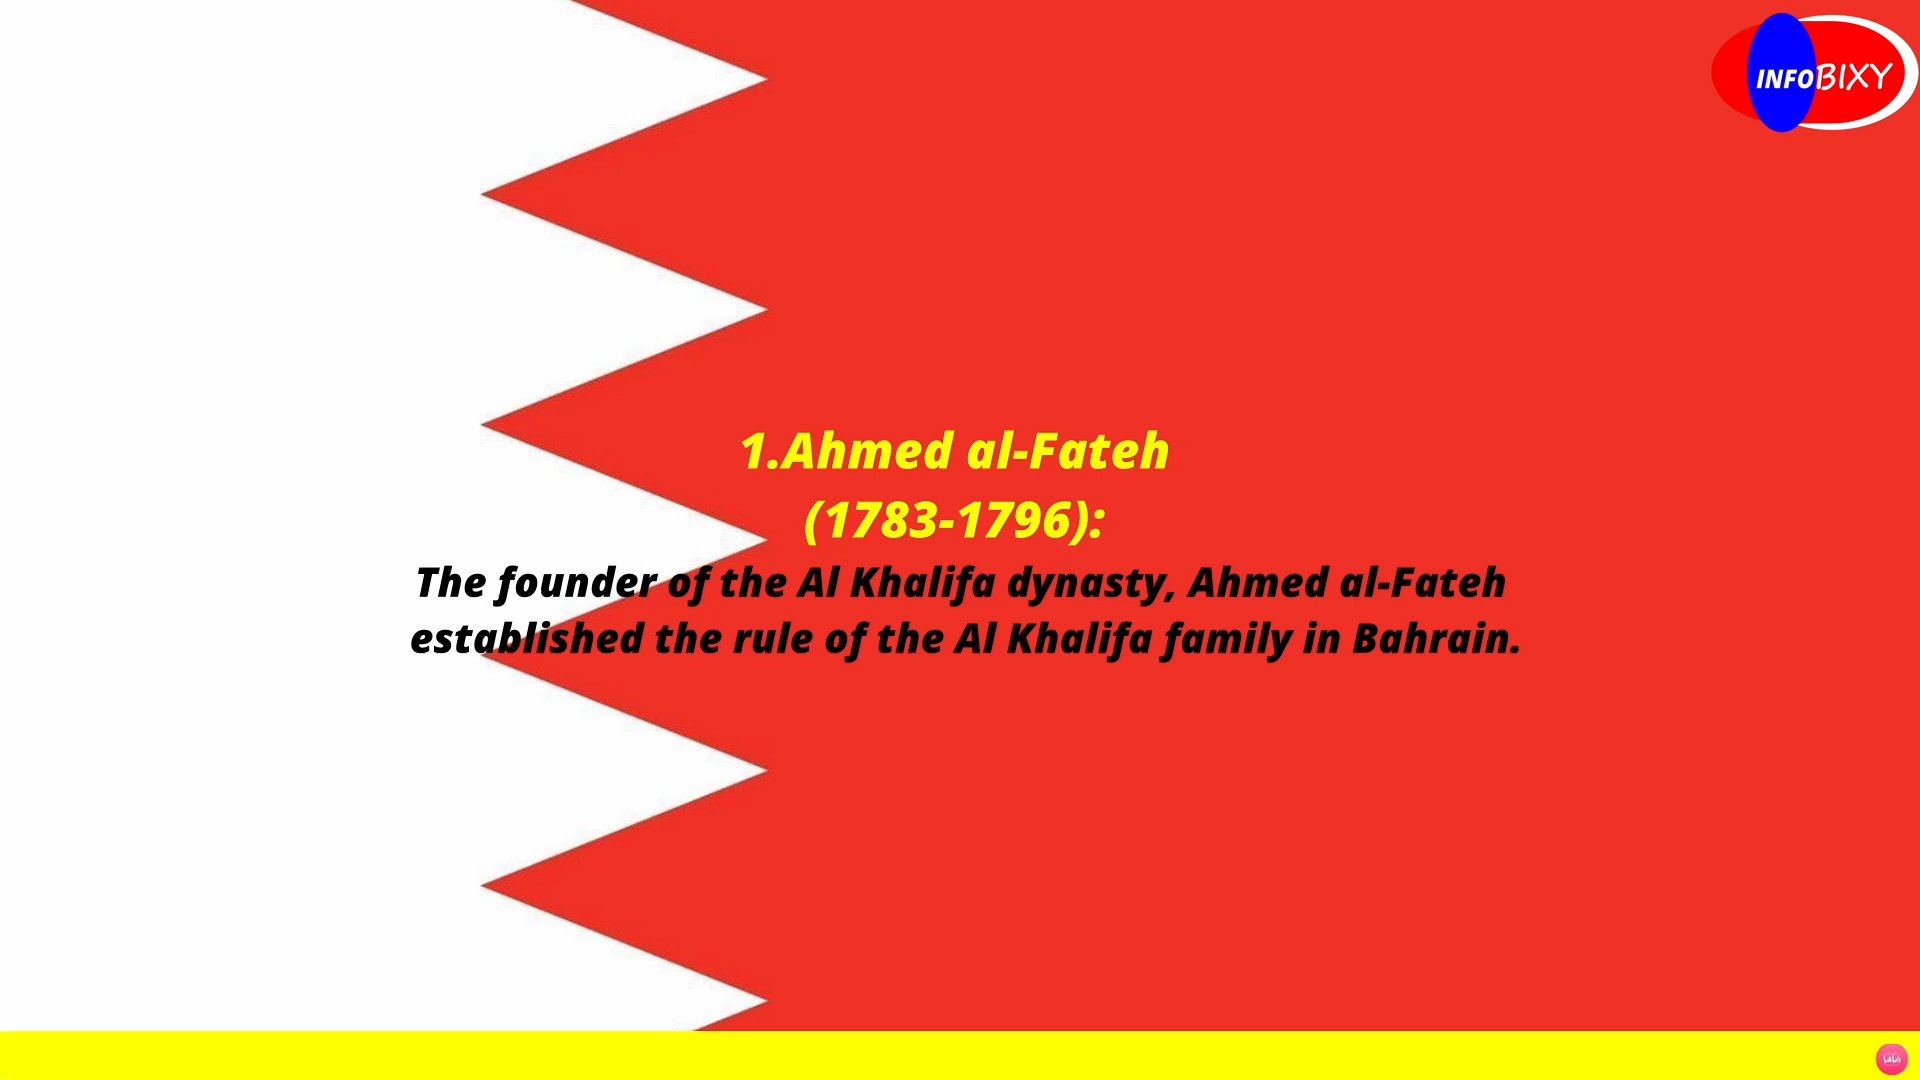 INFOBIXY
1.Ahmed al-Fateh
(1783-1796):
The founder of the Al Khalifa dynasty, Ahmed al-Fateh
established the rule of the Al Khalifa family in Bahrain.